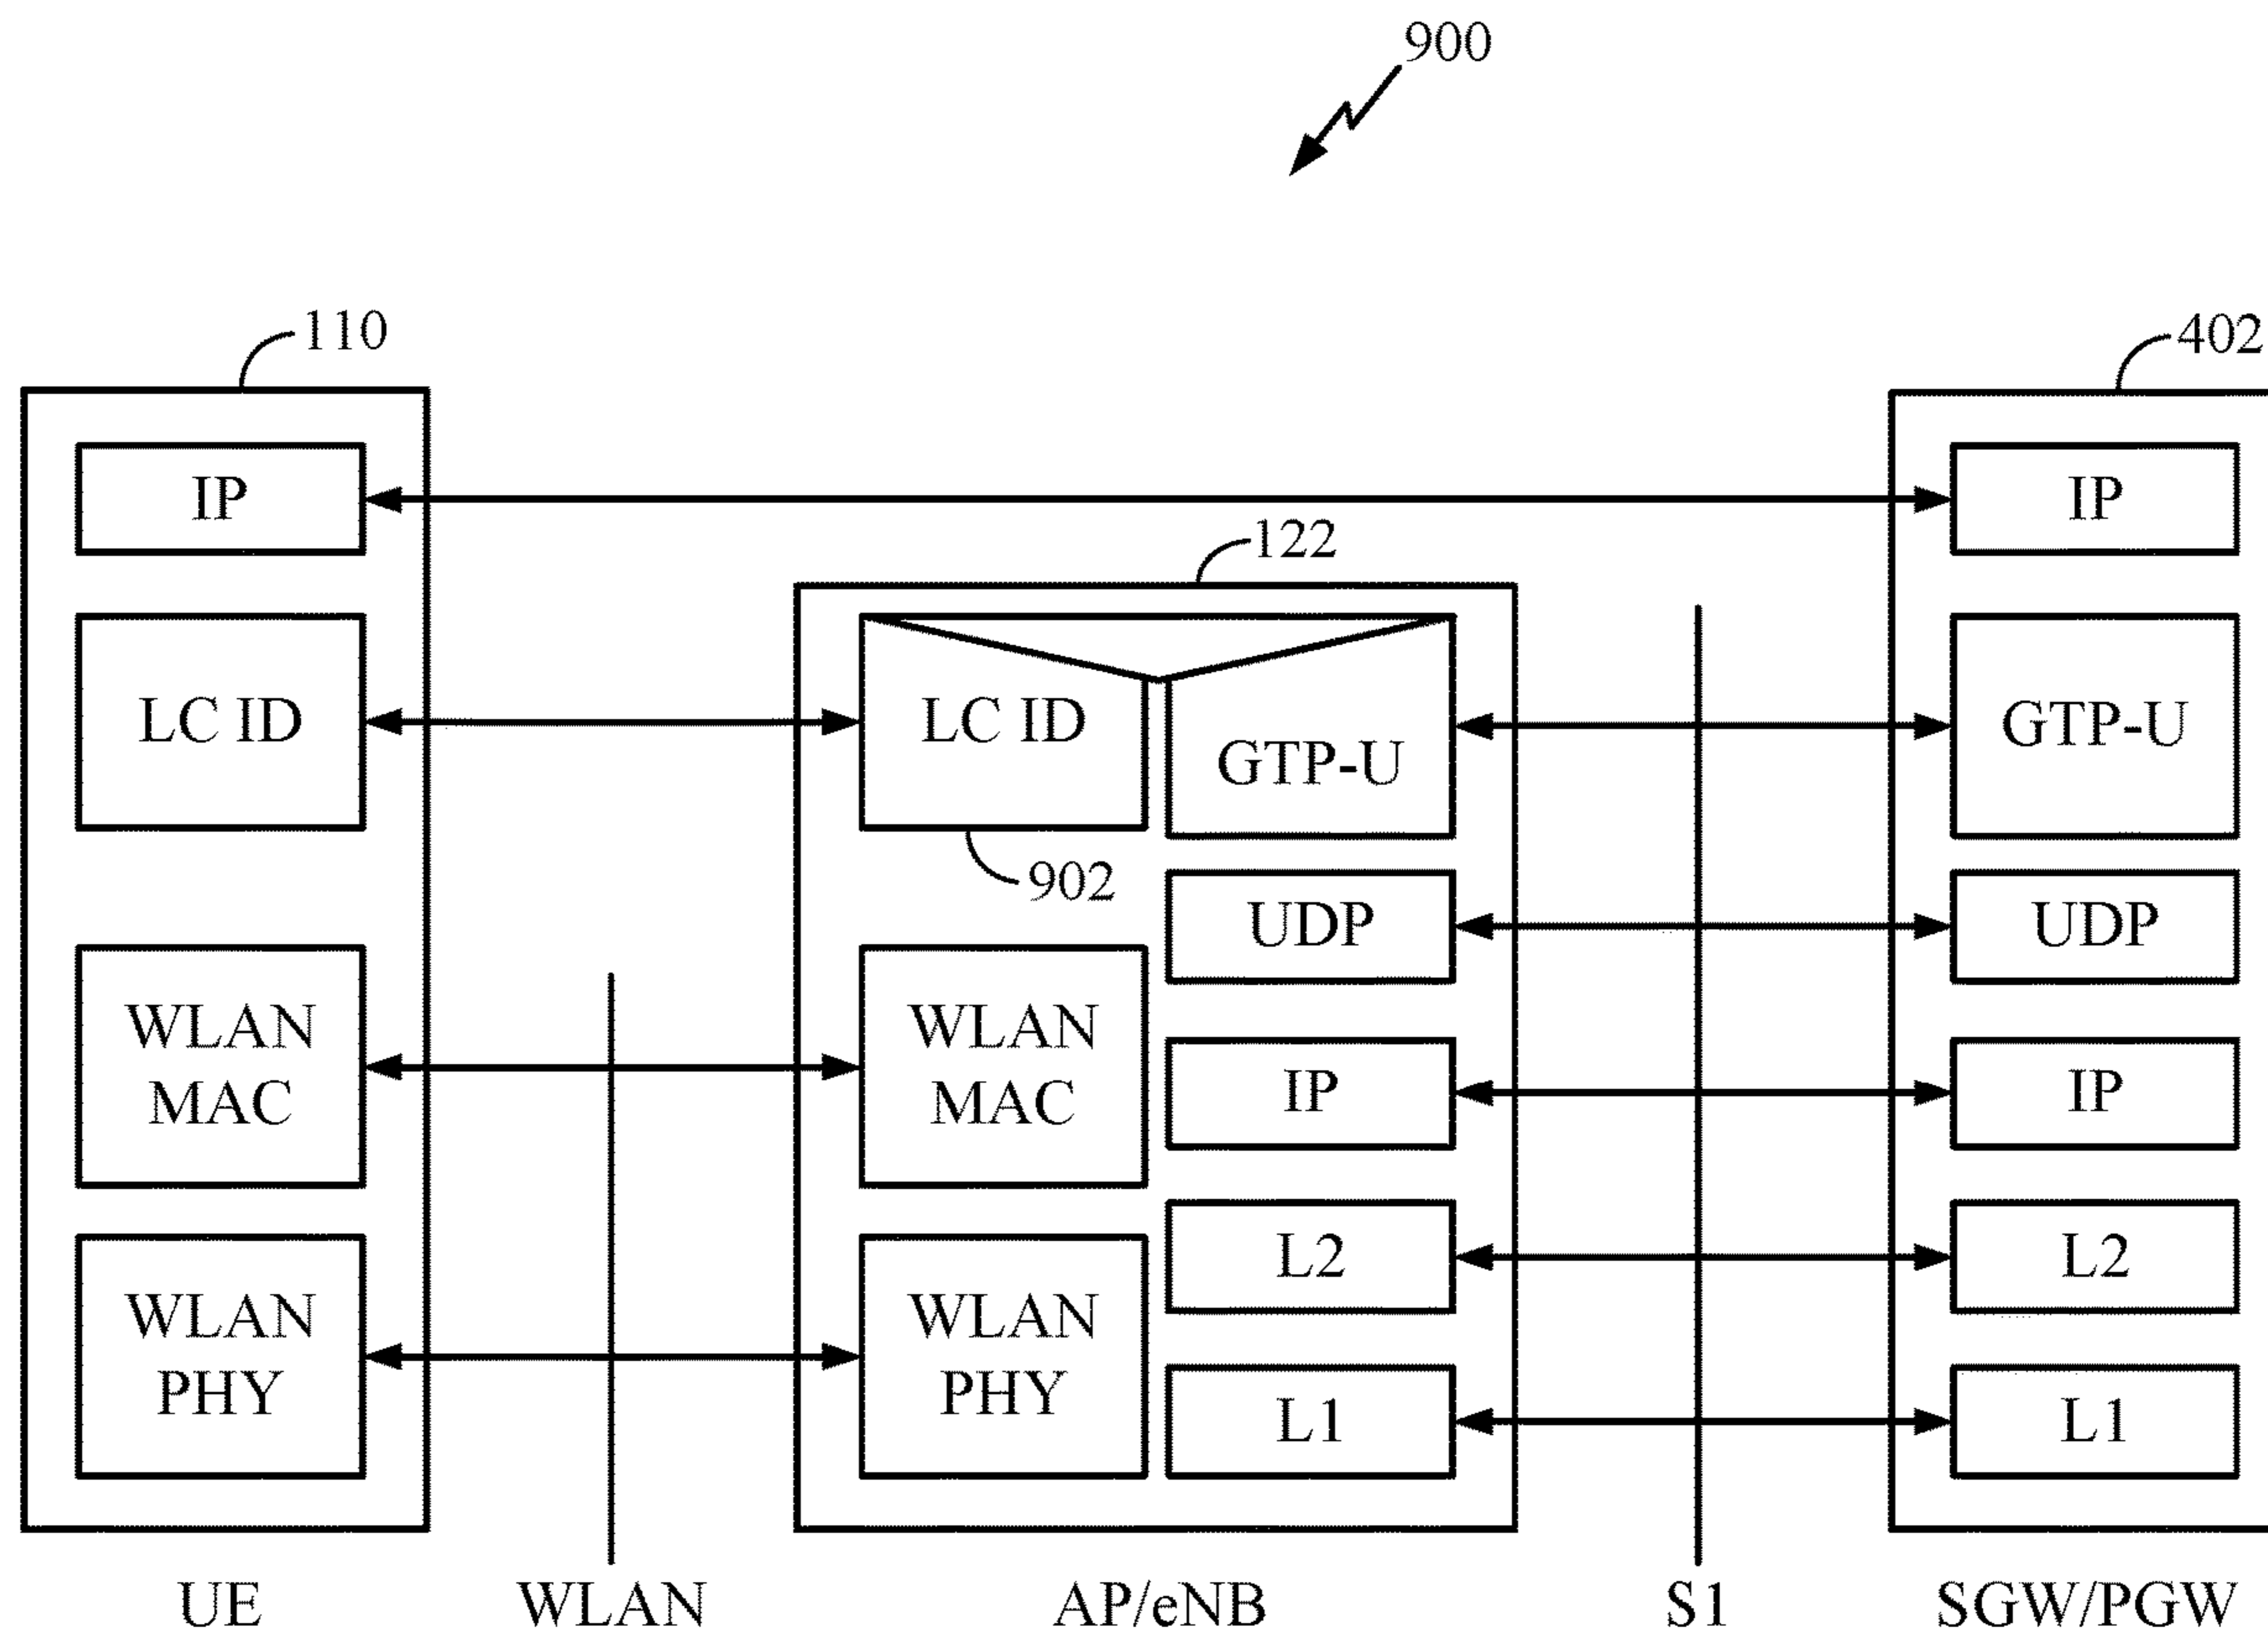 900
110
402
IP
IP
122
LC ID
LC ID
GTP-U
GTP-U
902
UDP
UDP
WLAN
MAC
WLAN
MAC
IP
IP
L2
L2
WLAN
PHY
WLAN
PHY
L1
L1
UE
WLAN
AP/eNB
S1
SGW/PGW